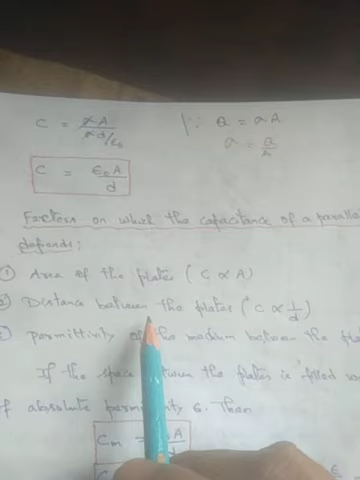 C = σA / σd/ε₀ [∵ Q = σA
σ = Q/A
C = ε₀A/d
Factors on which the capacitance of a parallel
depends:
① Area of the plates (C ∝ A)
② Distance between the plates (C ∝ 1/d)
③ Permittivity of the medium between the
If the space between the plates is filled
of absolute permittivity ε. Then
Cm = A